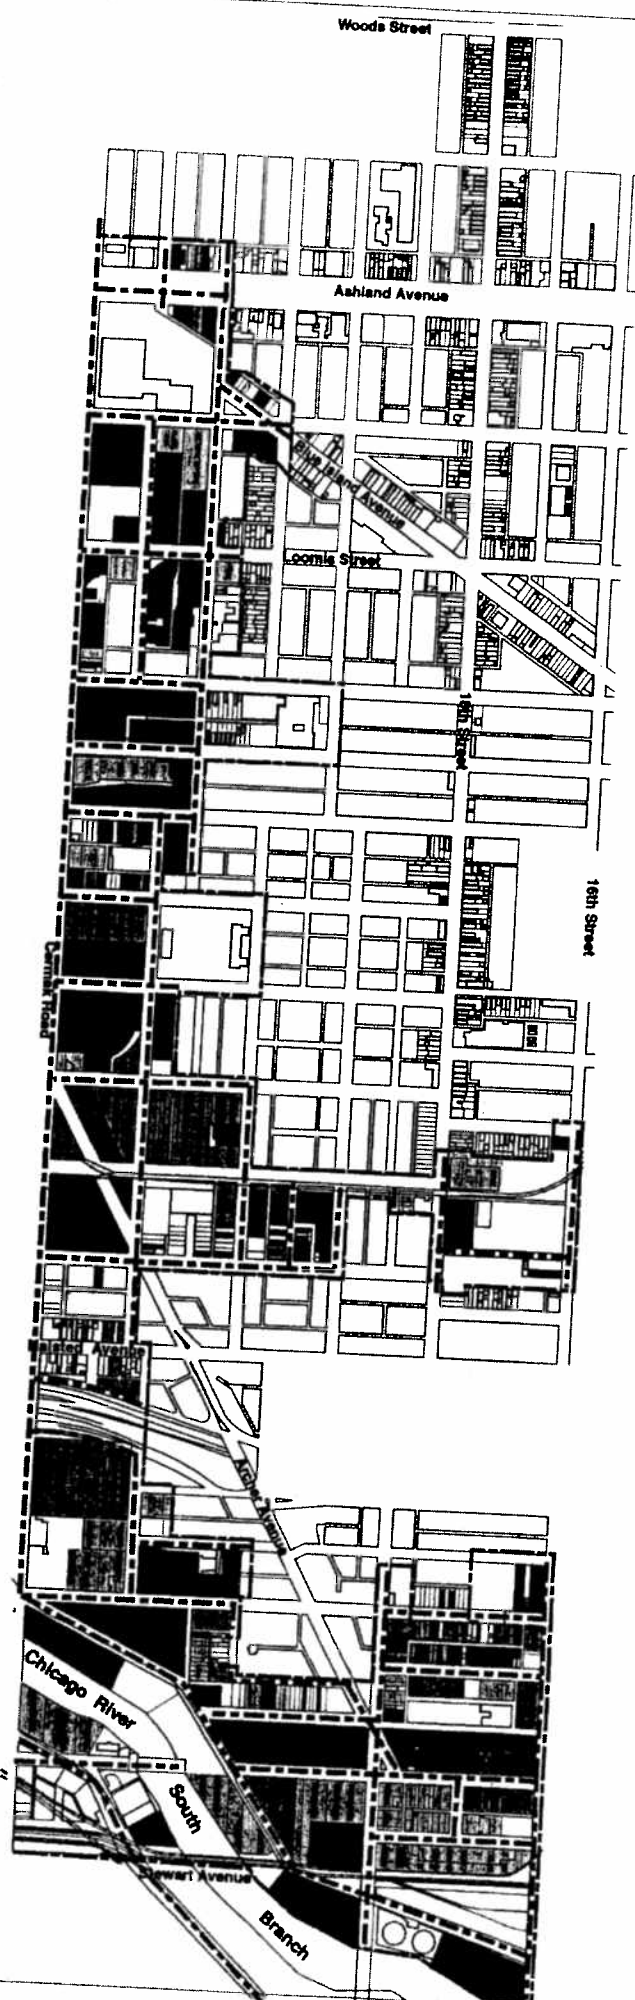 Woods Street
Ashland Avenue
Blue Island Avenue
Loomis Street
18th Street
16th Street
Cermak Road
Halsted Avenue
Archer Avenue
Chicago River
South
Stewart Avenue
Branch